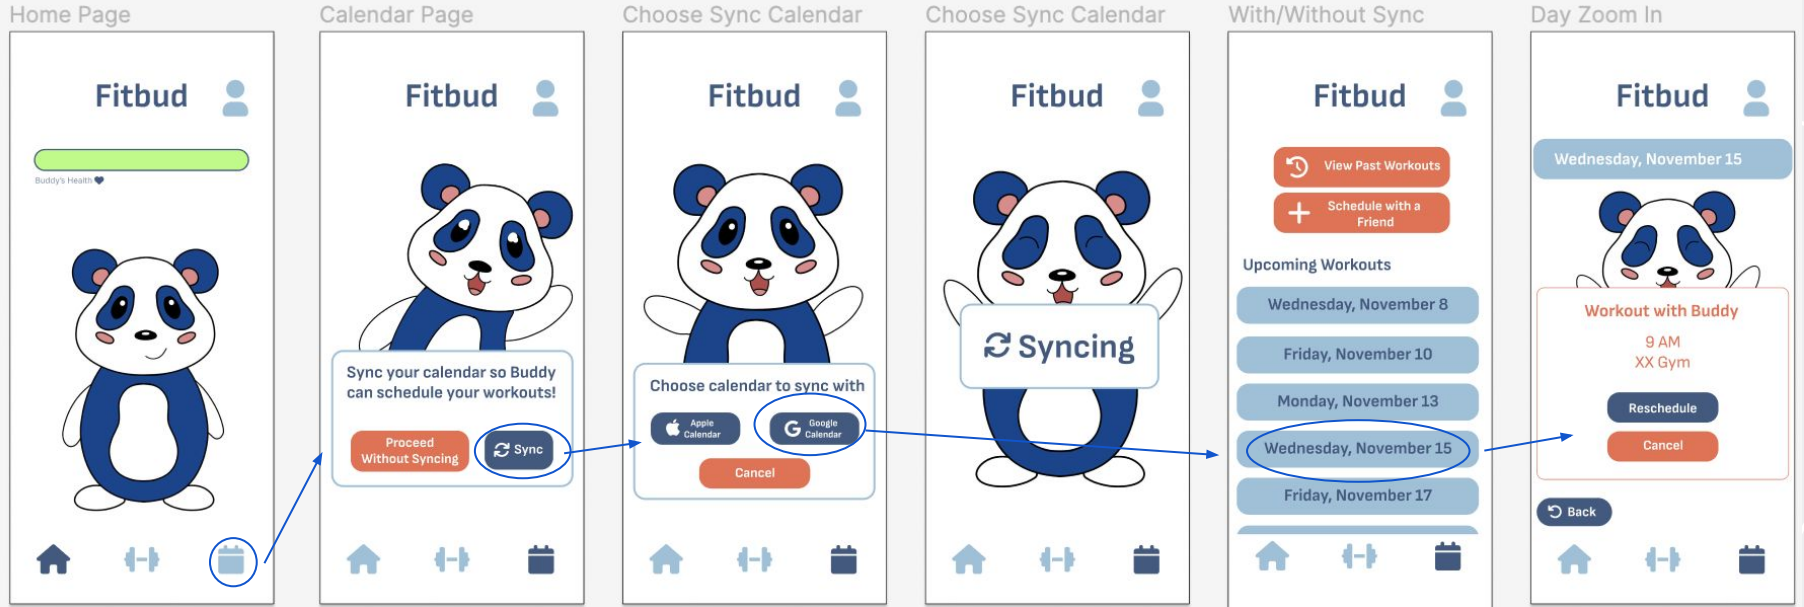 Home Page
Fitbud
Buddy's Health
Calendar Page
Fitbud
Sync your calendar so Buddy
can schedule your workouts!
Proceed
Without Syncing
Sync
Choose Sync Calendar
Fitbud
Choose calendar to sync with
Apple
Calendar
Google
Calendar
Cancel
Choose Sync Calendar
Fitbud
Syncing
With/Without Sync
Fitbud
View Past Workouts
Schedule with a
Friend
Upcoming Workouts
Wednesday, November 8
Friday, November 10
Monday, November 13
Wednesday, November 15
Friday, November 17
Day Zoom In
Fitbud
Wednesday, November 15
Workout with Buddy
9 AM
XX Gym
Reschedule
Cancel
Back